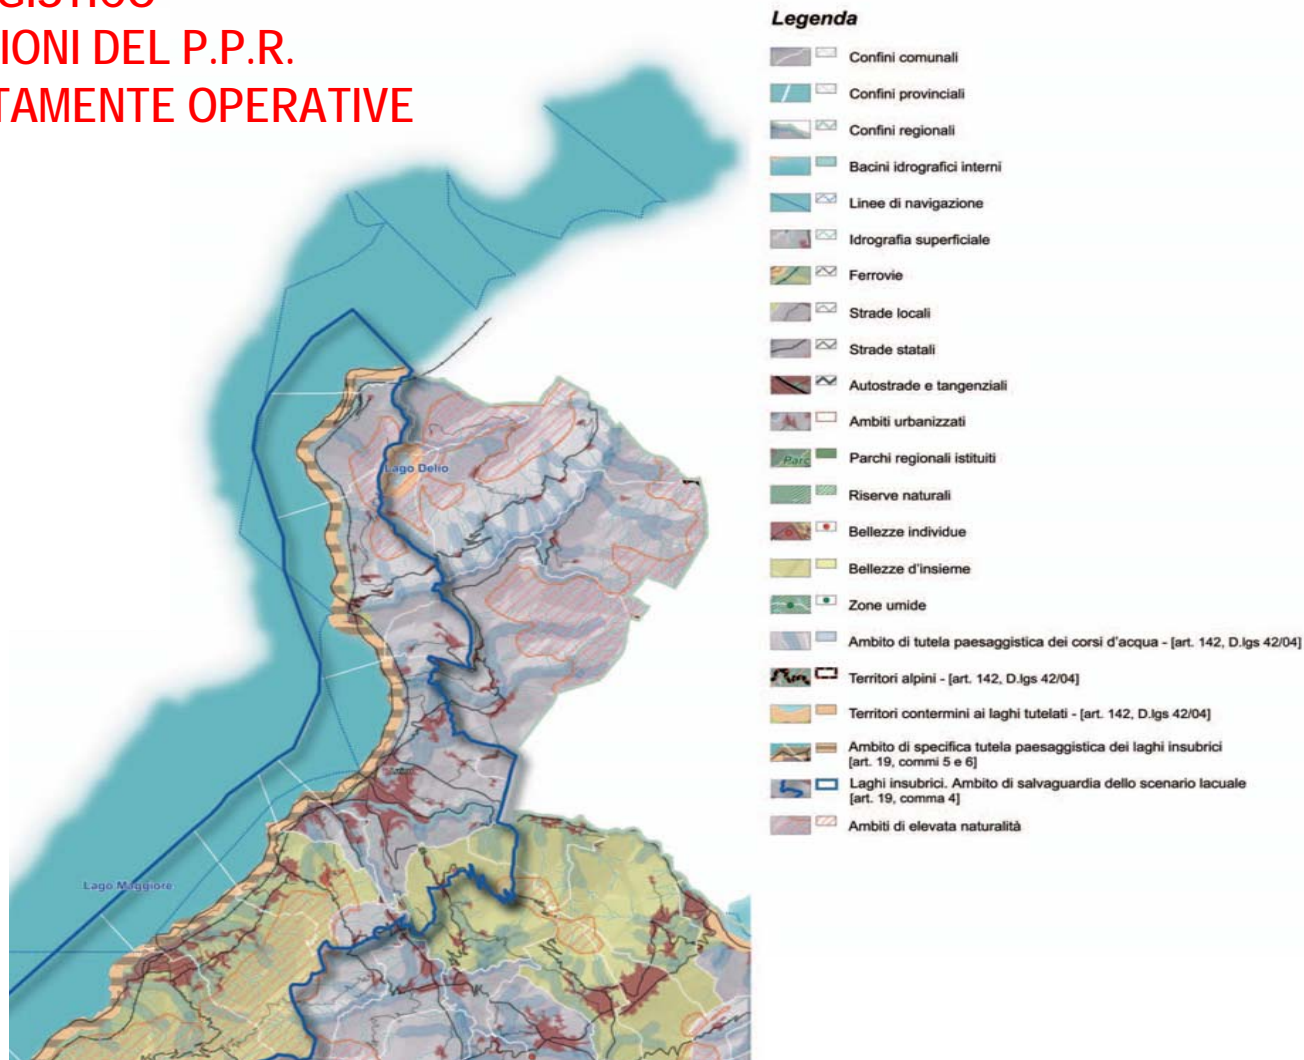 IONI DEL P.P.R.
TAMENTE OPERATIVE
Legenda
Confini comunali
Confini provinciali
Confini regionali
Bacini idrografici interni
Linee di navigazione
Idrografia superficiale
Ferrovie
Strade locali
Strade statali
Autostrade e tangenziali
Ambiti urbanizzati
Parc
Parchi regionali istituiti
Riserve naturali
Bellezze individue
Bellezze d'insieme
Zone umide
Ambito di tutela paesaggistica dei corsi d'acqua - [art. 142, D.lgs 42/04]
Territori alpini - [art. 142, D.lgs 42/04]
Territori contermini ai laghi tutelati - [art. 142, D.lgs 42/04]
Ambito di specifica tutela paesaggistica dei laghi insubrici
[art. 19, commi 5 e 6]
Laghi insubrici. Ambito di salvaguardia dello scenario lacuale
[art. 19, comma 4]
Ambiti di elevata naturalità
Lago Delio
Lago Maggiore